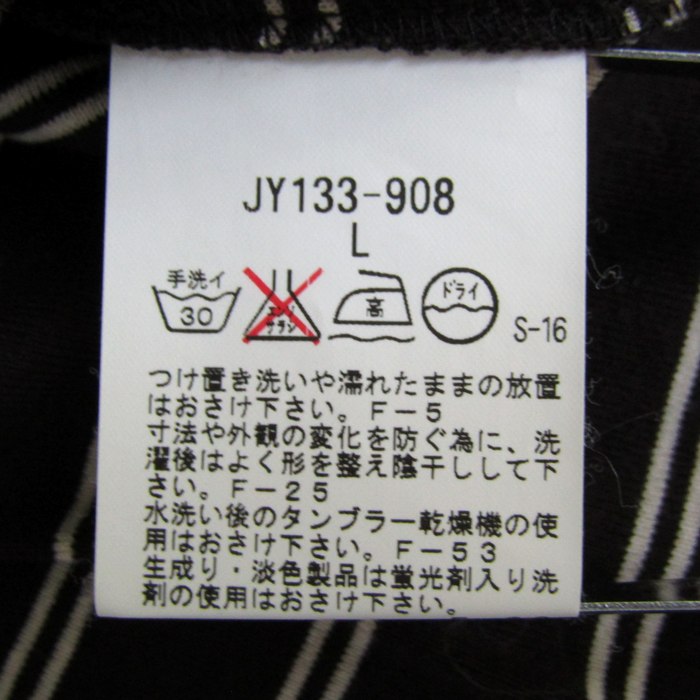 JY133-908
L
手洗イ
30
エンソ
サラシ
高
ドライ
S-16
つけ置き洗いや濡れたままの放置
はおさけ下さい。F-5
寸法や外観の変化を防ぐ為に、洗
濯後はよく形を整え陰干しして下
さい。F-25
水洗い後のタンブラー乾燥機の使
用はおさけ下さい。F-53
生成り・淡色製品は蛍光剤入り洗
剤の使用はおさけ下さい。